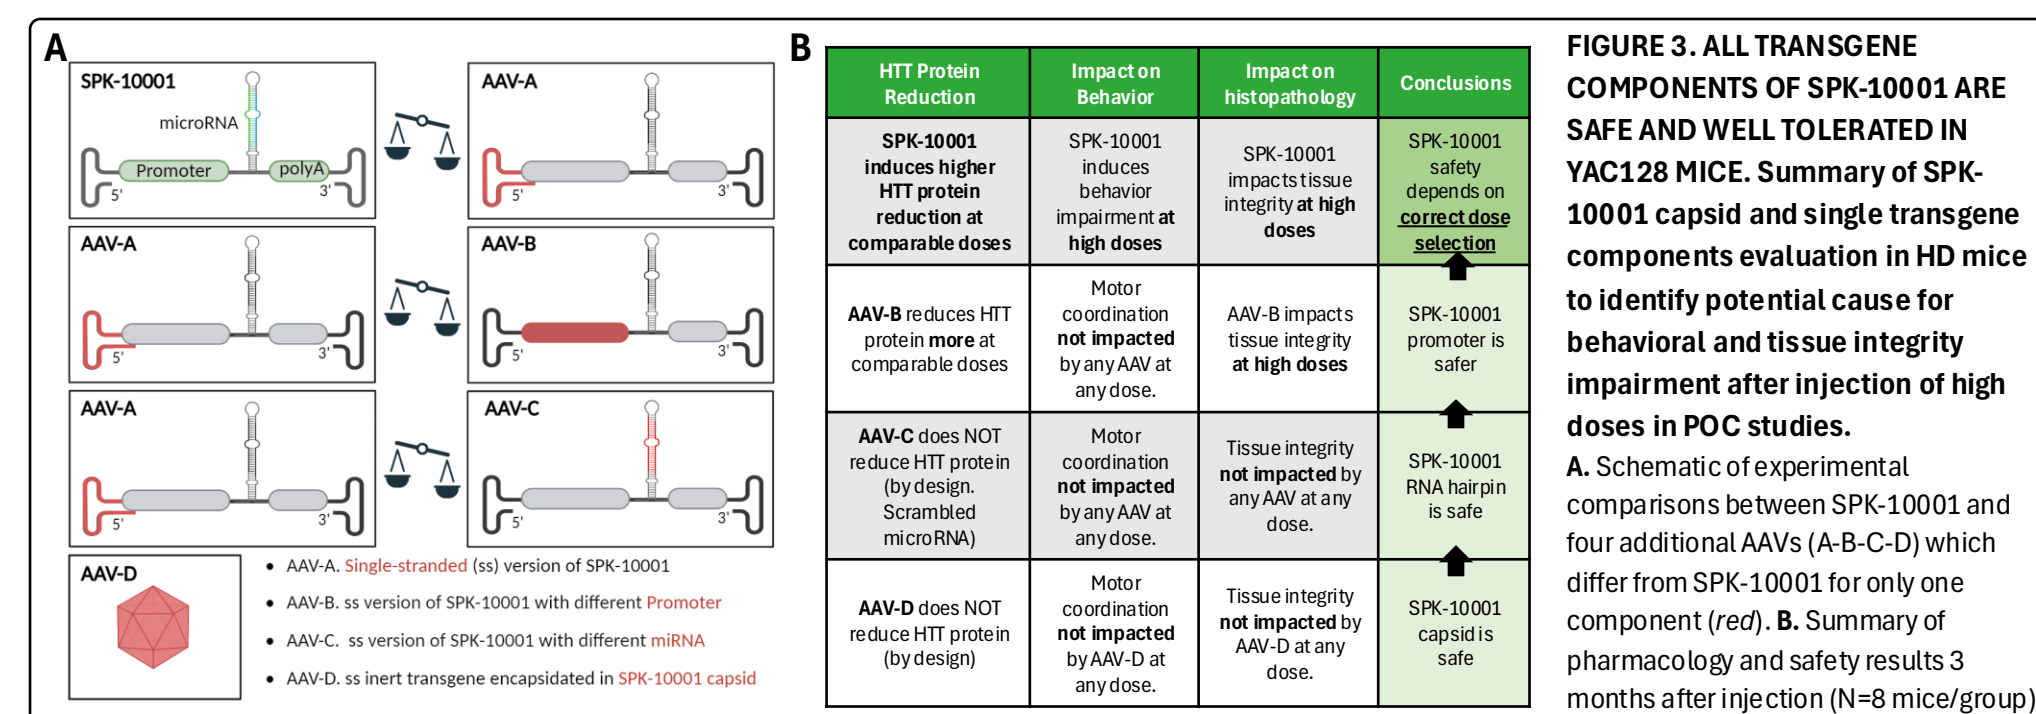 A
SPK-10001
microRNA
Promoter
polyA
5'
3'
AAV-A
5'
3'
AAV-A
5'
3'
AAV-B
5'
3'
AAV-A
5'
3'
AAV-C
5'
3'
AAV-D
• AAV-A. Single-stranded (ss) version of SPK-10001
• AAV-B. ss version of SPK-10001 with different Promoter
• AAV-C. ss version of SPK-10001 with different miRNA
• AAV-D. ss inert transgene encapsidated in SPK-10001 capsid
B
HTT Protein
Reduction
Impact on
Behavior
Impact on
histopathology
Conclusions
SPK-10001
induces higher
HTT protein
reduction at
comparable doses
SPK-10001
induces
behavior
impairment at
high doses
SPK-10001
impacts tissue
integrity at high
doses
SPK-10001
safety
depends on
correct dose
selection
AAV-B reduces HTT
protein more at
comparable doses
Motor
coordination
not impacted
by any AAV at
any dose.
AAV-B impacts
tissue integrity
at high doses
SPK-10001
promoter is
safer
AAV-C does NOT
reduce HTT protein
(by design.
Scrambled
microRNA)
Motor
coordination
not impacted
by any AAV at
any dose.
Tissue integrity
not impacted by
any AAV at any
dose.
SPK-10001
RNA hairpin
is safe
AAV-D does NOT
reduce HTT protein
(by design)
Motor
coordination
not impacted
by AAV-D at
any dose.
Tissue integrity
not impacted by
AAV-D at any
dose.
SPK-10001
capsid is
safe
FIGURE 3. ALL TRANSGENE
COMPONENTS OF SPK-10001 ARE
SAFE AND WELL TOLERATED IN
YAC128 MICE. Summary of SPK-
10001 capsid and single transgene
components evaluation in HD mice
to identify potential cause for
behavioral and tissue integrity
impairment after injection of high
doses in POC studies.
A. Schematic of experimental
comparisons between SPK-10001 and
four additional AAVs (A-B-C-D) which
differ from SPK-10001 for only one
component (red). B. Summary of
pharmacology and safety results 3
months after injection (N=8 mice/group)